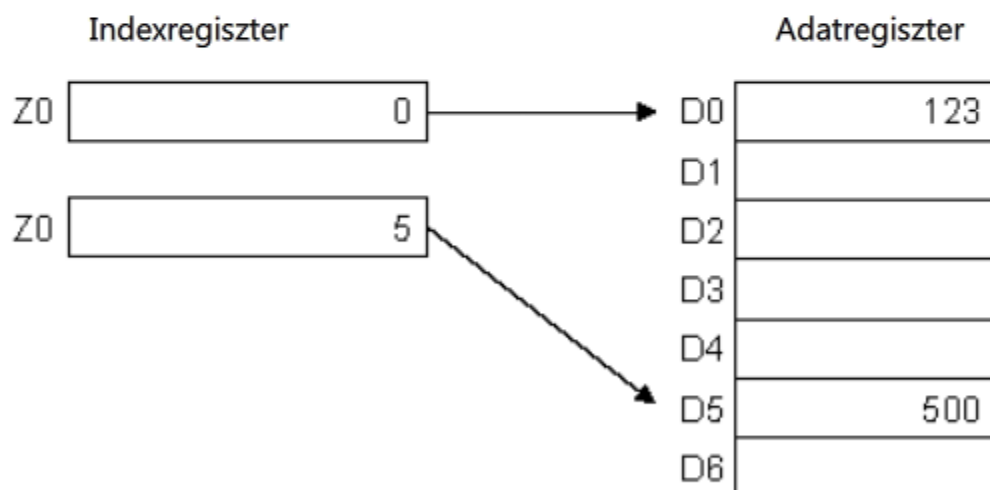 Indexregiszter Adatregiszter
Z0 0 D0 123
D1
Z0 5 D2
D3
D4
D5 500
D6